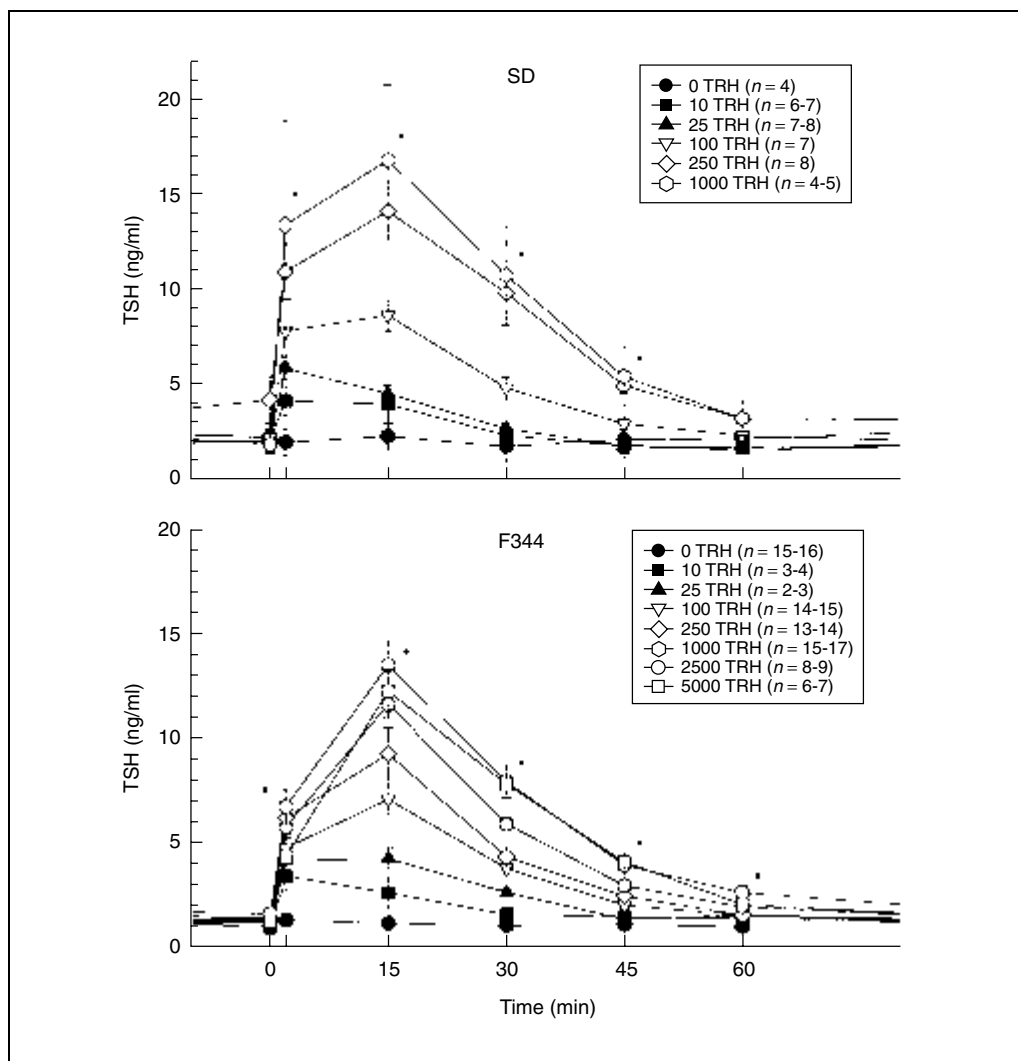 SD
TSH (ng/ml)
20
15
10
5
0
0 TRH (n = 4)
10 TRH (n = 6-7)
25 TRH (n = 7-8)
100 TRH (n = 7)
250 TRH (n = 8)
1000 TRH (n = 4-5)
F344
TSH (ng/ml)
20
15
10
5
0
0 TRH (n = 15-16)
10 TRH (n = 3-4)
25 TRH (n = 2-3)
100 TRH (n = 14-15)
250 TRH (n = 13-14)
1000 TRH (n = 15-17)
2500 TRH (n = 8-9)
5000 TRH (n = 6-7)
0 15 30 45 60
Time (min)